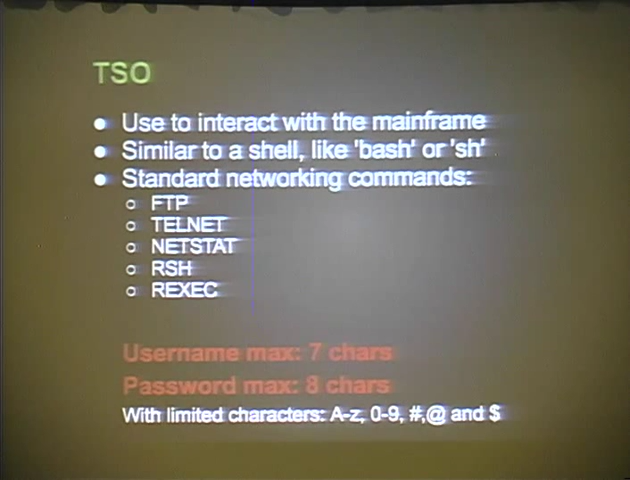 TSO
● Use to interact with the mainframe
● Similar to a shell, like 'bash' or 'sh'
● Standard networking commands:
○ FTP
○ TELNET
○ NETSTAT
○ RSH
○ REXEC
Username max: 7 chars
Password max: 8 chars
With limited characters: A-z, 0-9, #,@ and $